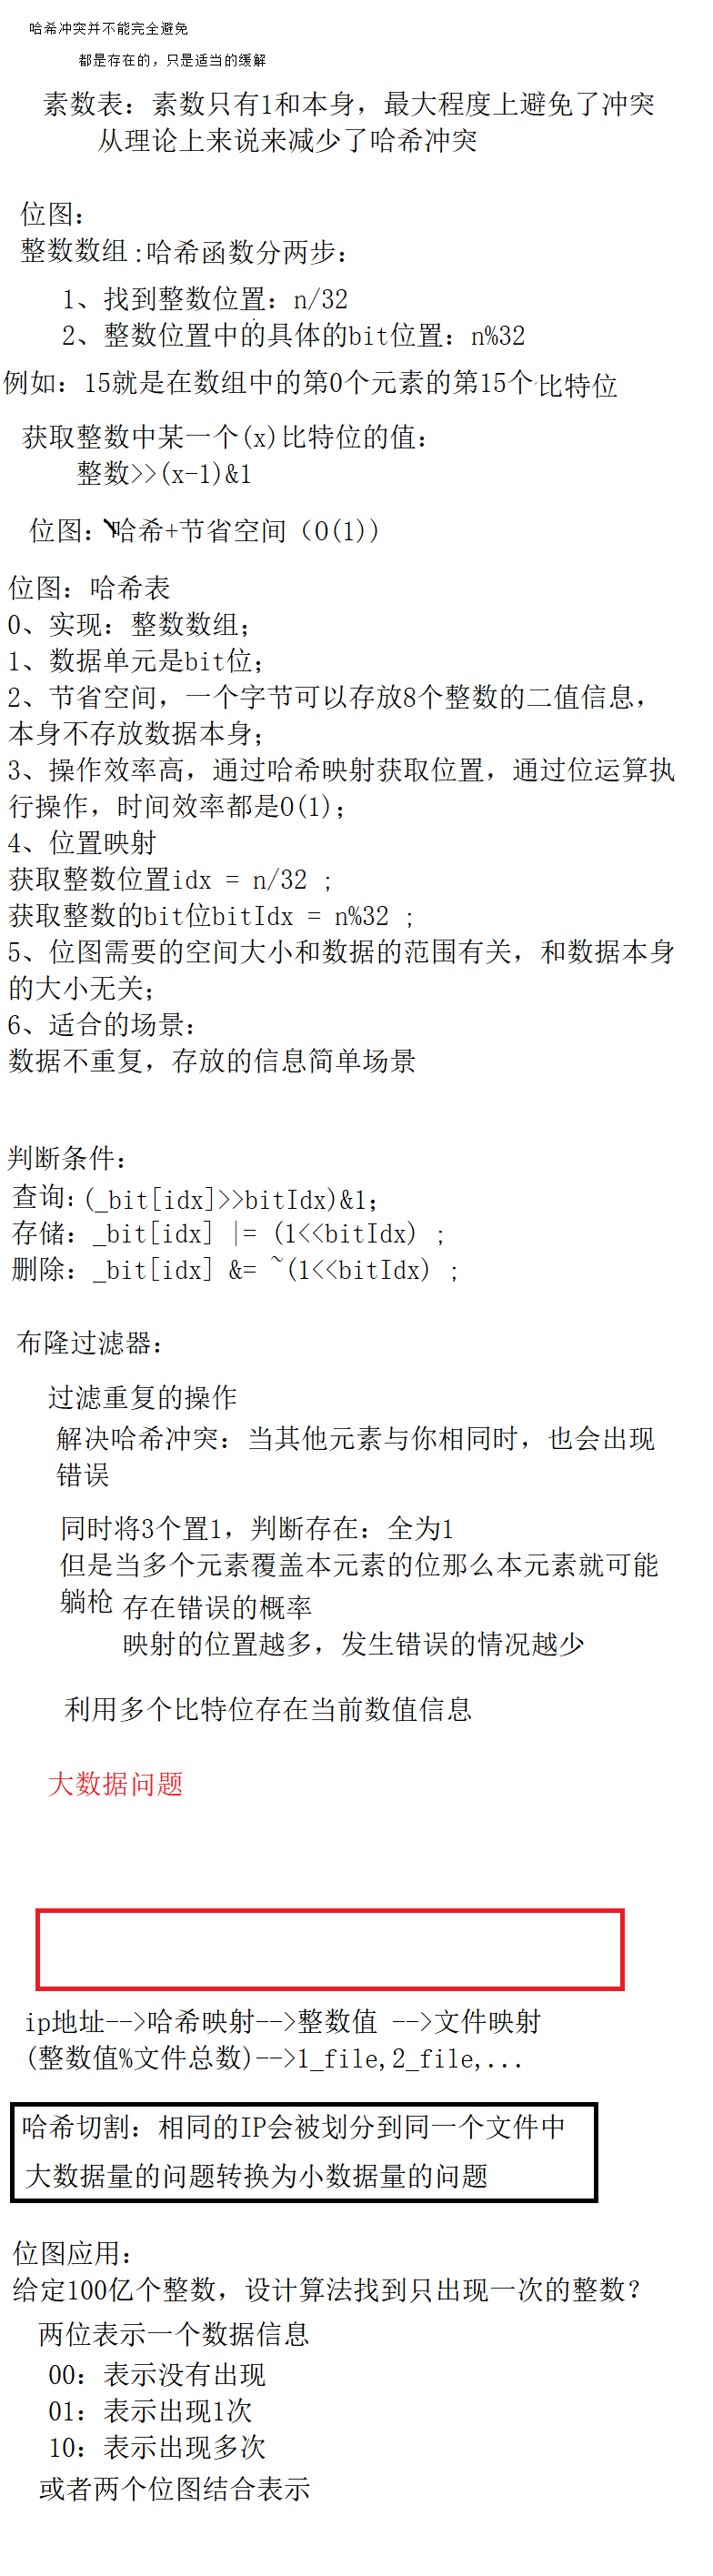 哈希冲突并不能完全避免
都是存在的，只是适当的缓解
素数表：素数只有1和本身，最大程度上避免了冲突
从理论上来说来减少了哈希冲突
位图：
整数数组:哈希函数分两步：
1、找到整数位置：n/32
2、整数位置中的具体的bit位置：n%32
例如：15就是在数组中的第0个元素的第15个比特位
获取整数中某一个(x)比特位的值：
整数>>(x-1)&1
位图：哈希+节省空间（O(1))
位图：哈希表
0、实现：整数数组；
1、数据单元是bit位；
2、节省空间，一个字节可以存放8个整数的二值信息，
本身不存放数据本身；
3、操作效率高，通过哈希映射获取位置，通过位运算执
行操作，时间效率都是O(1)；
4、位置映射
获取整数位置idx = n/32 ;
获取整数的bit位bitIdx = n%32 ;
5、位图需要的空间大小和数据的范围有关，和数据本身
的大小无关；
6、适合的场景：
数据不重复，存放的信息简单场景
判断条件：
查询：(_bit[idx]>>bitIdx)&1;
存储：_bit[idx] |= (1<<bitIdx) ;
删除：_bit[idx] &= ~(1<<bitIdx) ;
布隆过滤器：
过滤重复的操作
解决哈希冲突：当其他元素与你相同时，也会出现
错误
同时将3个置1，判断存在：全为1
但是当多个元素覆盖本元素的位那么本元素就可能
躺枪 存在错误的概率
映射的位置越多，发生错误的情况越少
利用多个比特位存在当前数值信息
大数据问题
ip地址-->哈希映射-->整数值 -->文件映射
(整数值%文件总数)-->1_file,2_file,...
哈希切割：相同的IP会被划分到同一个文件中
大数据量的问题转换为小数据量的问题
位图应用：
给定100亿个整数，设计算法找到只出现一次的整数？
两位表示一个数据信息
00：表示没有出现
01：表示出现1次
10：表示出现多次
或者两个位图结合表示